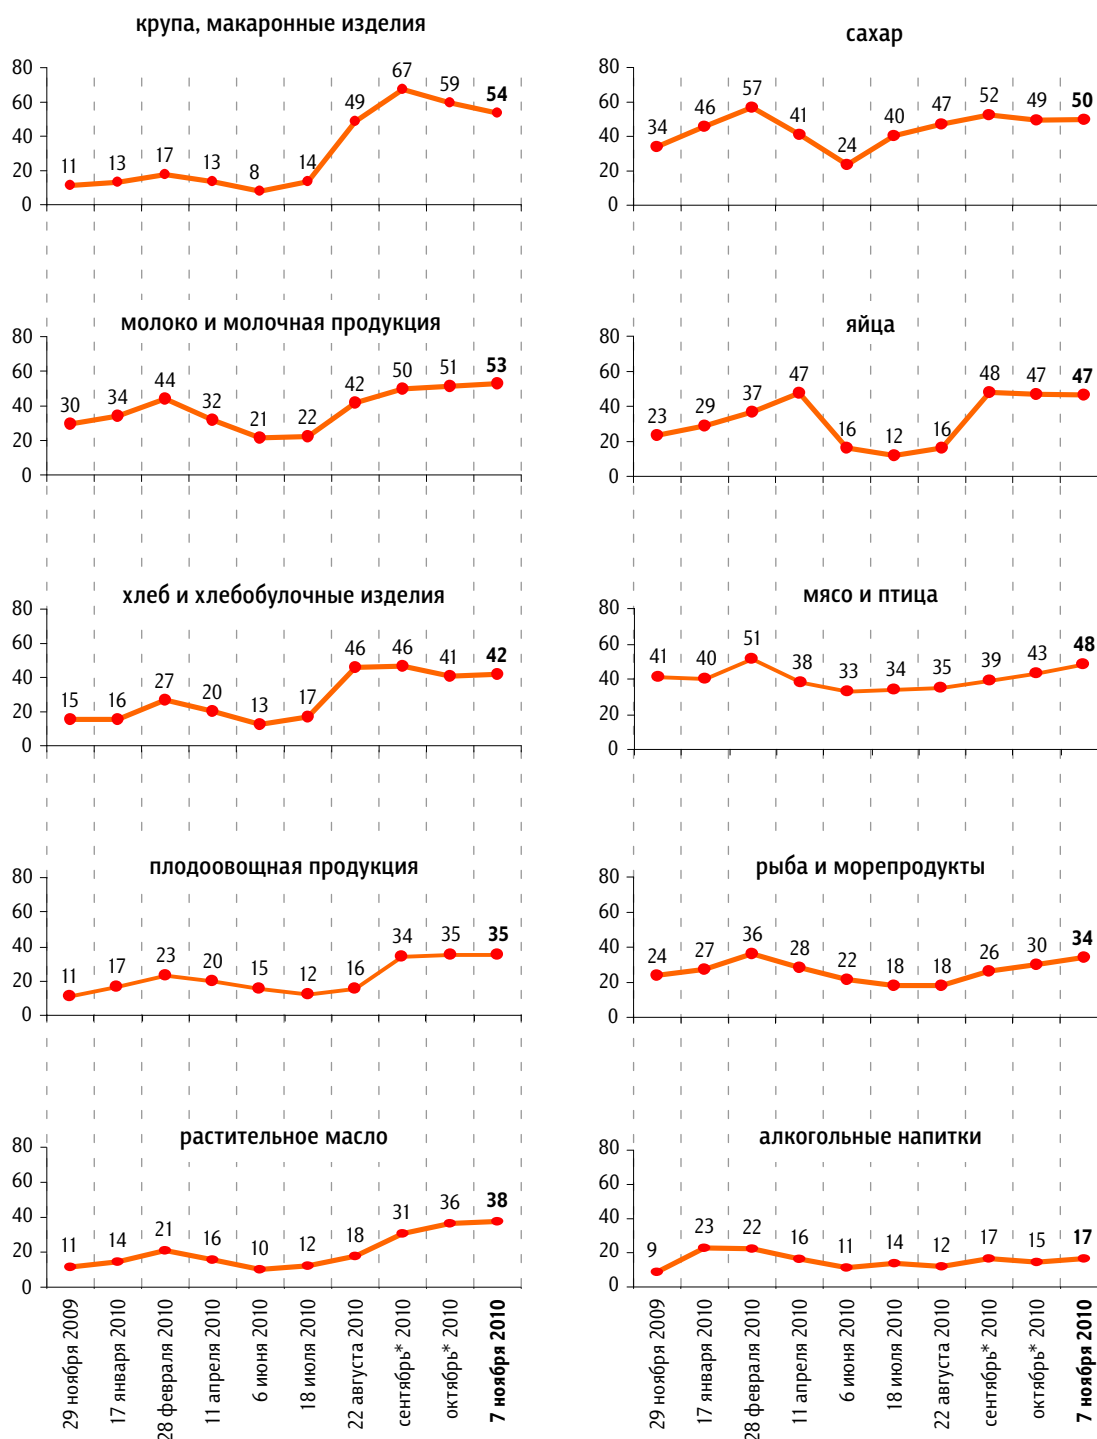 крупа, макаронные изделия
80
60
40
20
0
11 13 17 13 8 14 49 67 59 54
сахар
80
60
40
20
0
34 46 57 41 24 40 47 52 49 50
молоко и молочная продукция
80
60
40
20
0
30 34 44 32 21 22 42 50 51 53
яйца
80
60
40
20
0
23 29 37 47 16 12 16 48 47 47
хлеб и хлебобулочные изделия
80
60
40
20
0
15 16 27 20 13 17 46 46 41 42
мясо и птица
80
60
40
20
0
41 40 51 38 33 34 35 39 43 48
плодоовощная продукция
80
60
40
20
0
11 17 23 20 15 12 16 34 35 35
рыба и морепродукты
80
60
40
20
0
24 27 36 28 22 18 18 26 30 34
растительное масло
80
60
40
20
0
11 14 21 16 10 12 18 31 36 38
29 ноября 2009
17 января 2010
28 февраля 2010
11 апреля 2010
6 июня 2010
18 июля 2010
22 августа 2010
сентябрь* 2010
октябрь* 2010
7 ноября 2010
алкогольные напитки
80
60
40
20
0
9 23 22 16 11 14 12 17 15 17
29 ноября 2009
17 января 2010
28 февраля 2010
11 апреля 2010
6 июня 2010
18 июля 2010
22 августа 2010
сентябрь* 2010
октябрь* 2010
7 ноября 2010